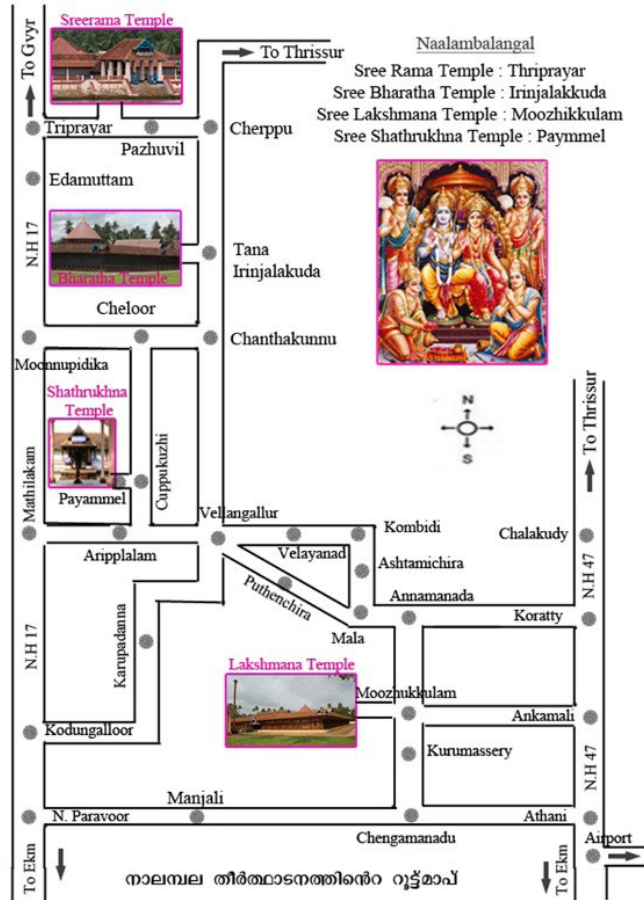 Sreerama Temple
To Gvyr
To Thrissur
Naalambalangal
Sree Rama Temple : Thriprayar
Sree Bharatha Temple : Irinjalakkuda
Sree Lakshmana Temple : Moozhikkulam
Sree Shathrukhna Temple : Paymmel
Triprayar
Cherppu
Pazhuvil
Edamuttam
N.H 17
Tana
Irinjalakuda
Bharatha Temple
Cheloor
Chanthakunnu
Moonnupidika
Shathrukhna
Temple
N
S
To Thrissur
Mathilakam
Cuppukuzhi
Payammel
Vellangallur
Kombidi
Chalakudy
Aripplalam
Velayanad
Ashtamichira
N.H 47
Puthenchira
Annamanada
Koratty
Mala
Karupadanna
N.H 17
Lakshmana Temple
Moozhukkulam
Ankamali
Kodungalloor
Kurumassery
N.H 47
Manjali
N. Paravoor
Athani
Chengamanadu
Airport
To Ekm
നാലമ്പല തീർത്ഥാടനത്തിൻെറ റൂട്ട്മാപ്
To Ekm